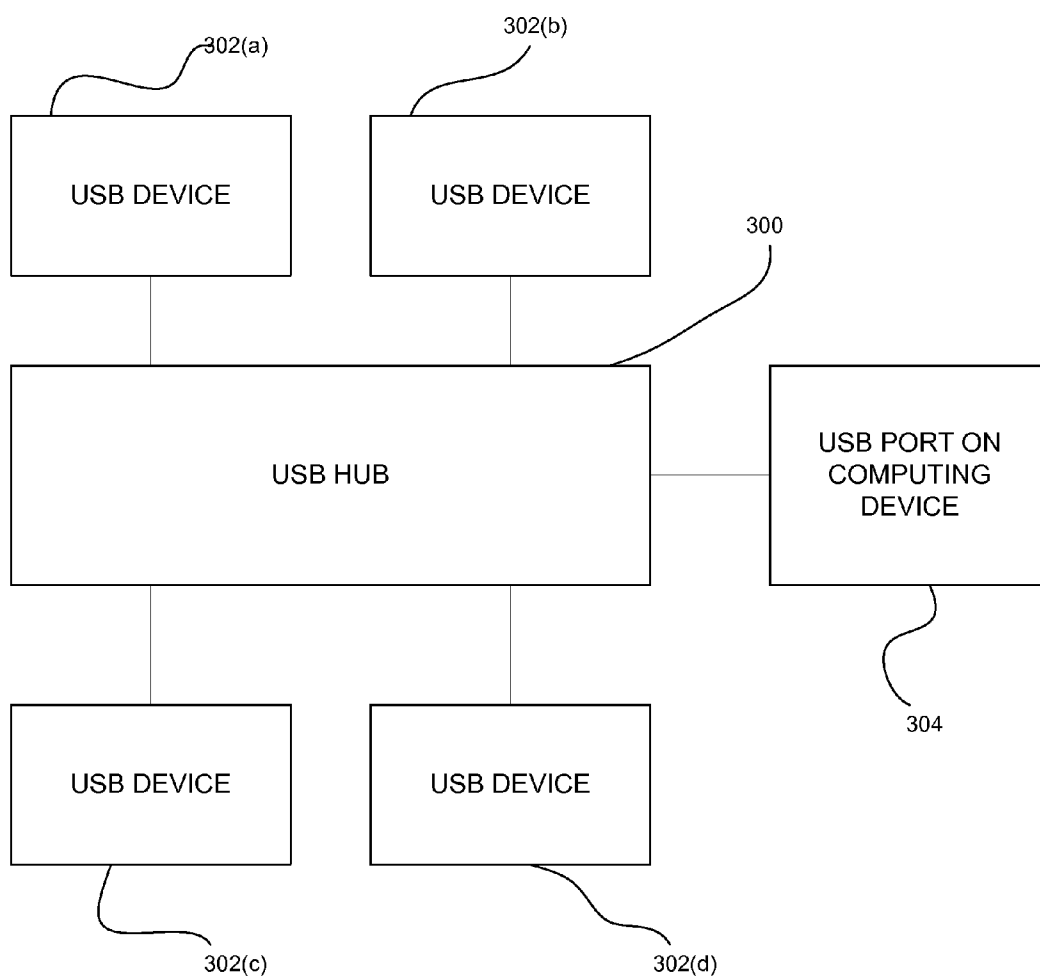 302(a)
302(b)
USB DEVICE
USB DEVICE
300
USB HUB
USB PORT ON
COMPUTING
DEVICE
304
USB DEVICE
USB DEVICE
302(c)
302(d)